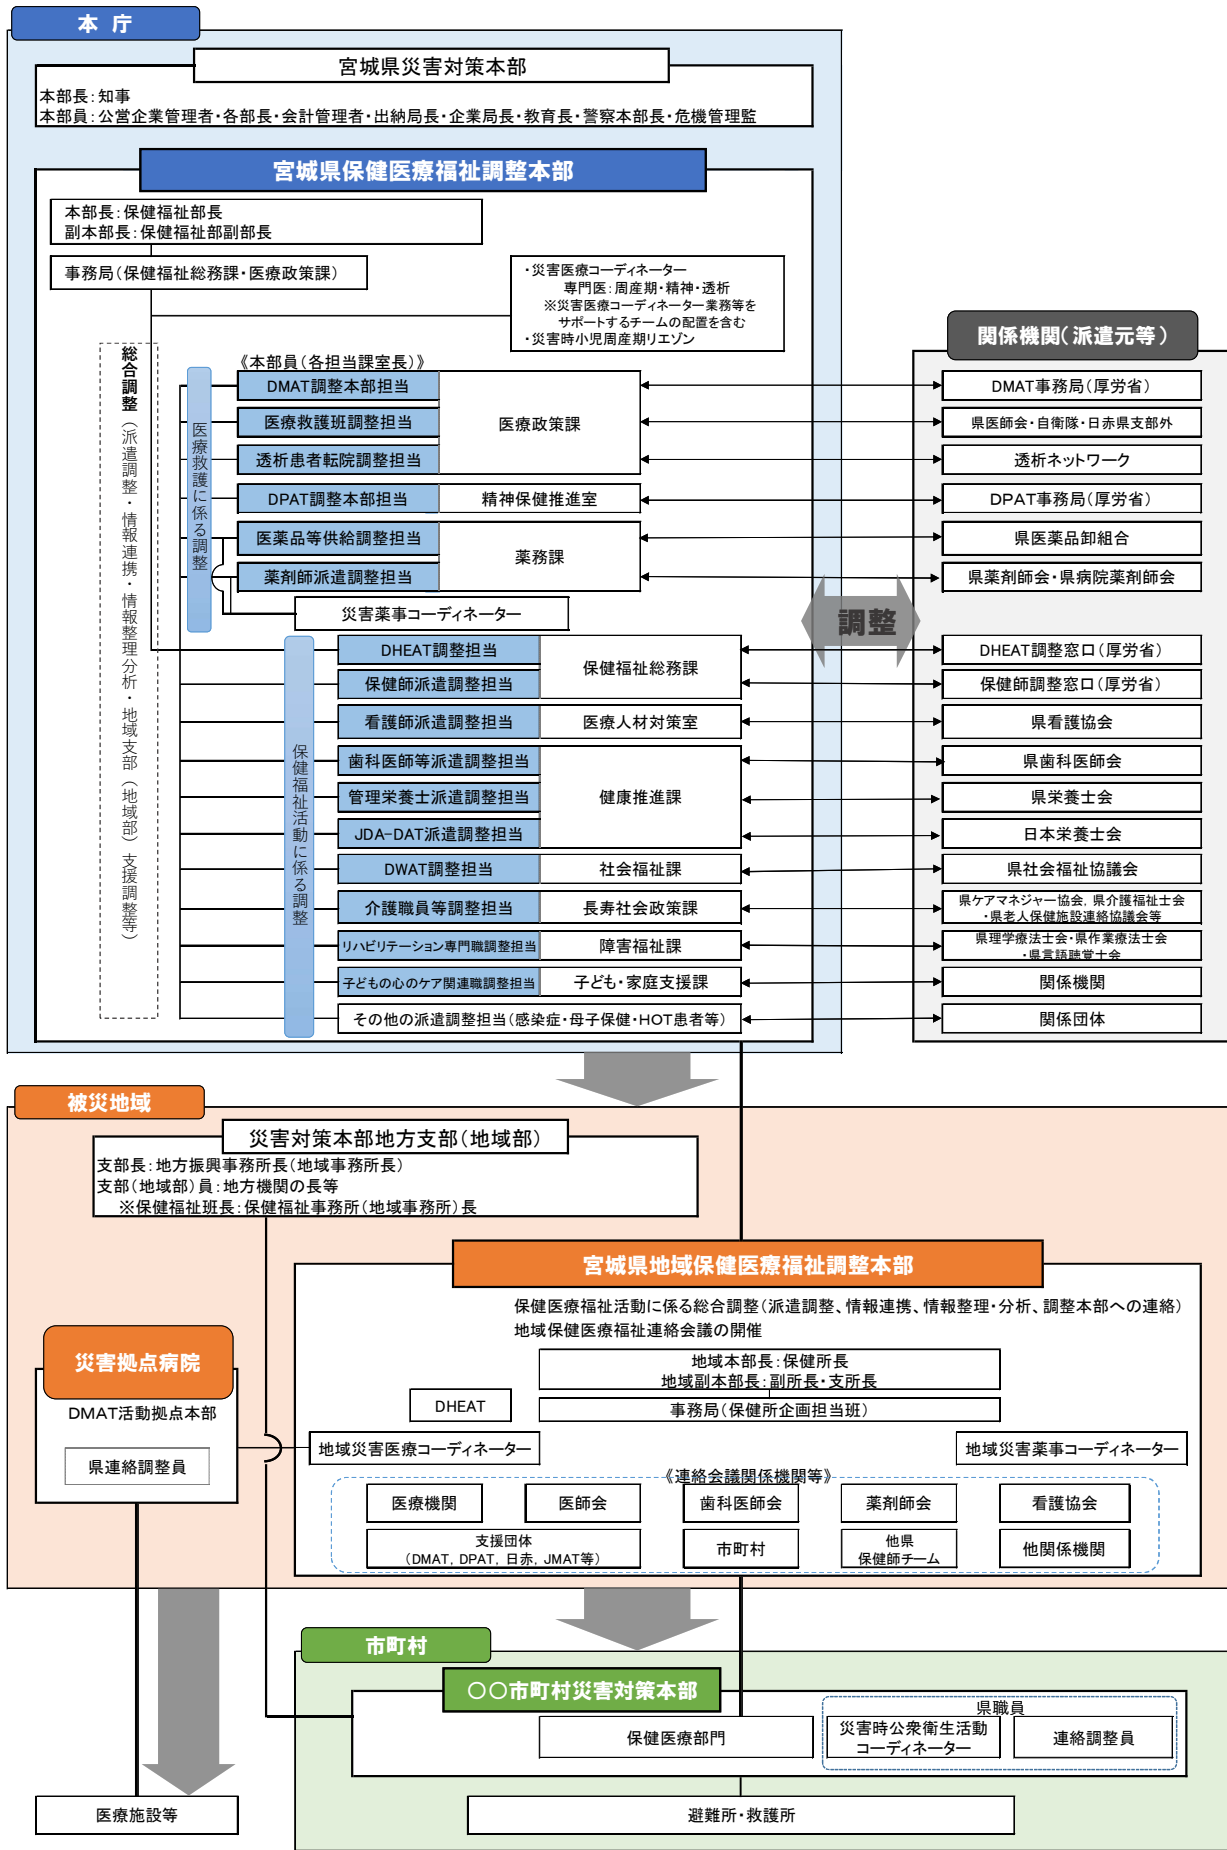 本 庁
宮城県災害対策本部
本部長：知事
本部員：公営企業管理者・各部長・会計管理者・出納局長・企業局長・教育長・警察本部長・危機管理監
宮城県保健医療福祉調整本部
本部長：保健福祉部長
副本部長：保健福祉部副部長
事務局（保健福祉総務課・医療政策課）
・災害医療コーディネーター
専門医：周産期・精神・透析
※災害医療コーディネーター業務等を
サポートするチームの配置を含む
・災害時小児周産期リエゾン
関係機関（派遣元等）
総合調整（派遣調整・情報連携・情報整理分析・地域支部（地域部）支援調整等）
《本部員（各担当課室長）》
医療救護に係る調整
DMAT調整本部担当
医療政策課
DMAT事務局（厚労省）
医療救護班調整担当
県医師会・自衛隊・日赤県支部外
透析患者転院調整担当
透析ネットワーク
DPAT調整本部担当
精神保健推進室
DPAT事務局（厚労省）
医薬品等供給調整担当
薬務課
県医薬品卸組合
薬剤師派遣調整担当
県薬剤師会・県病院薬剤師会
災害薬事コーディネーター
調整
保健福祉活動に係る調整
DHEAT調整担当
保健福祉総務課
DHEAT調整窓口（厚労省）
保健師派遣調整担当
保健師調整窓口（厚労省）
看護師派遣調整担当
医療人材対策室
県看護協会
歯科医師等派遣調整担当
健康推進課
県歯科医師会
管理栄養士派遣調整担当
県栄養士会
JDA-DAT派遣調整担当
日本栄養士会
DWAT調整担当
社会福祉課
県社会福祉協議会
介護職員等調整担当
長寿社会政策課
県ケアマネジャー協会，県介護福祉士会
・県老人保健施設連絡協議会等
リハビリテーション専門職調整担当
障害福祉課
県理学療法士会・県作業療法士会
・県言語聴覚士会
子どもの心のケア関連職調整担当
子ども・家庭支援課
関係機関
その他の派遣調整担当（感染症・母子保健・HOT患者等）
関係団体
被災地域
災害対策本部地方支部（地域部）
支部長：地方振興事務所長（地域事務所長）
支部（地域部）員：地方機関の長等
※保健福祉班長：保健福祉事務所（地域事務所）長
宮城県地域保健医療福祉調整本部
保健医療福祉活動に係る総合調整（派遣調整、情報連携、情報整理・分析、調整本部への連絡）
地域保健医療福祉連絡会議の開催
災害拠点病院
DMAT活動拠点本部
県連絡調整員
地域本部長：保健所長
地域副本部長：副所長・支所長
DHEAT
事務局（保健所企画担当班）
地域災害医療コーディネーター
地域災害薬事コーディネーター
《連絡会議関係機関等》
医療機関
医師会
歯科医師会
薬剤師会
看護協会
支援団体
（DMAT，DPAT，日赤，JMAT等）
市町村
他県
保健師チーム
他関係機関
市町村
○○市町村災害対策本部
県職員
保健医療部門
災害時公衆衛生活動
コーディネーター
連絡調整員
医療施設等
避難所・救護所